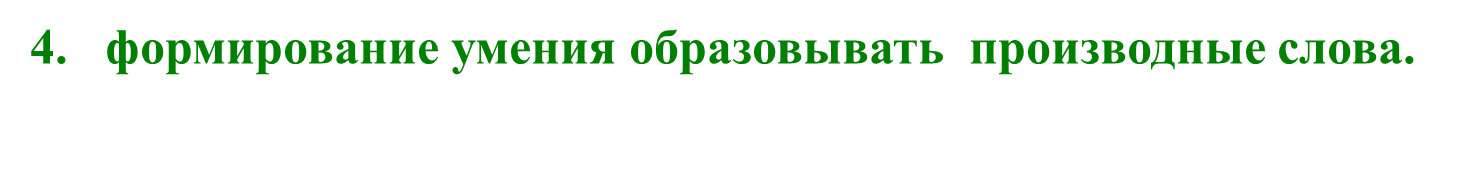 4. формирование умения образовывать производные слова.